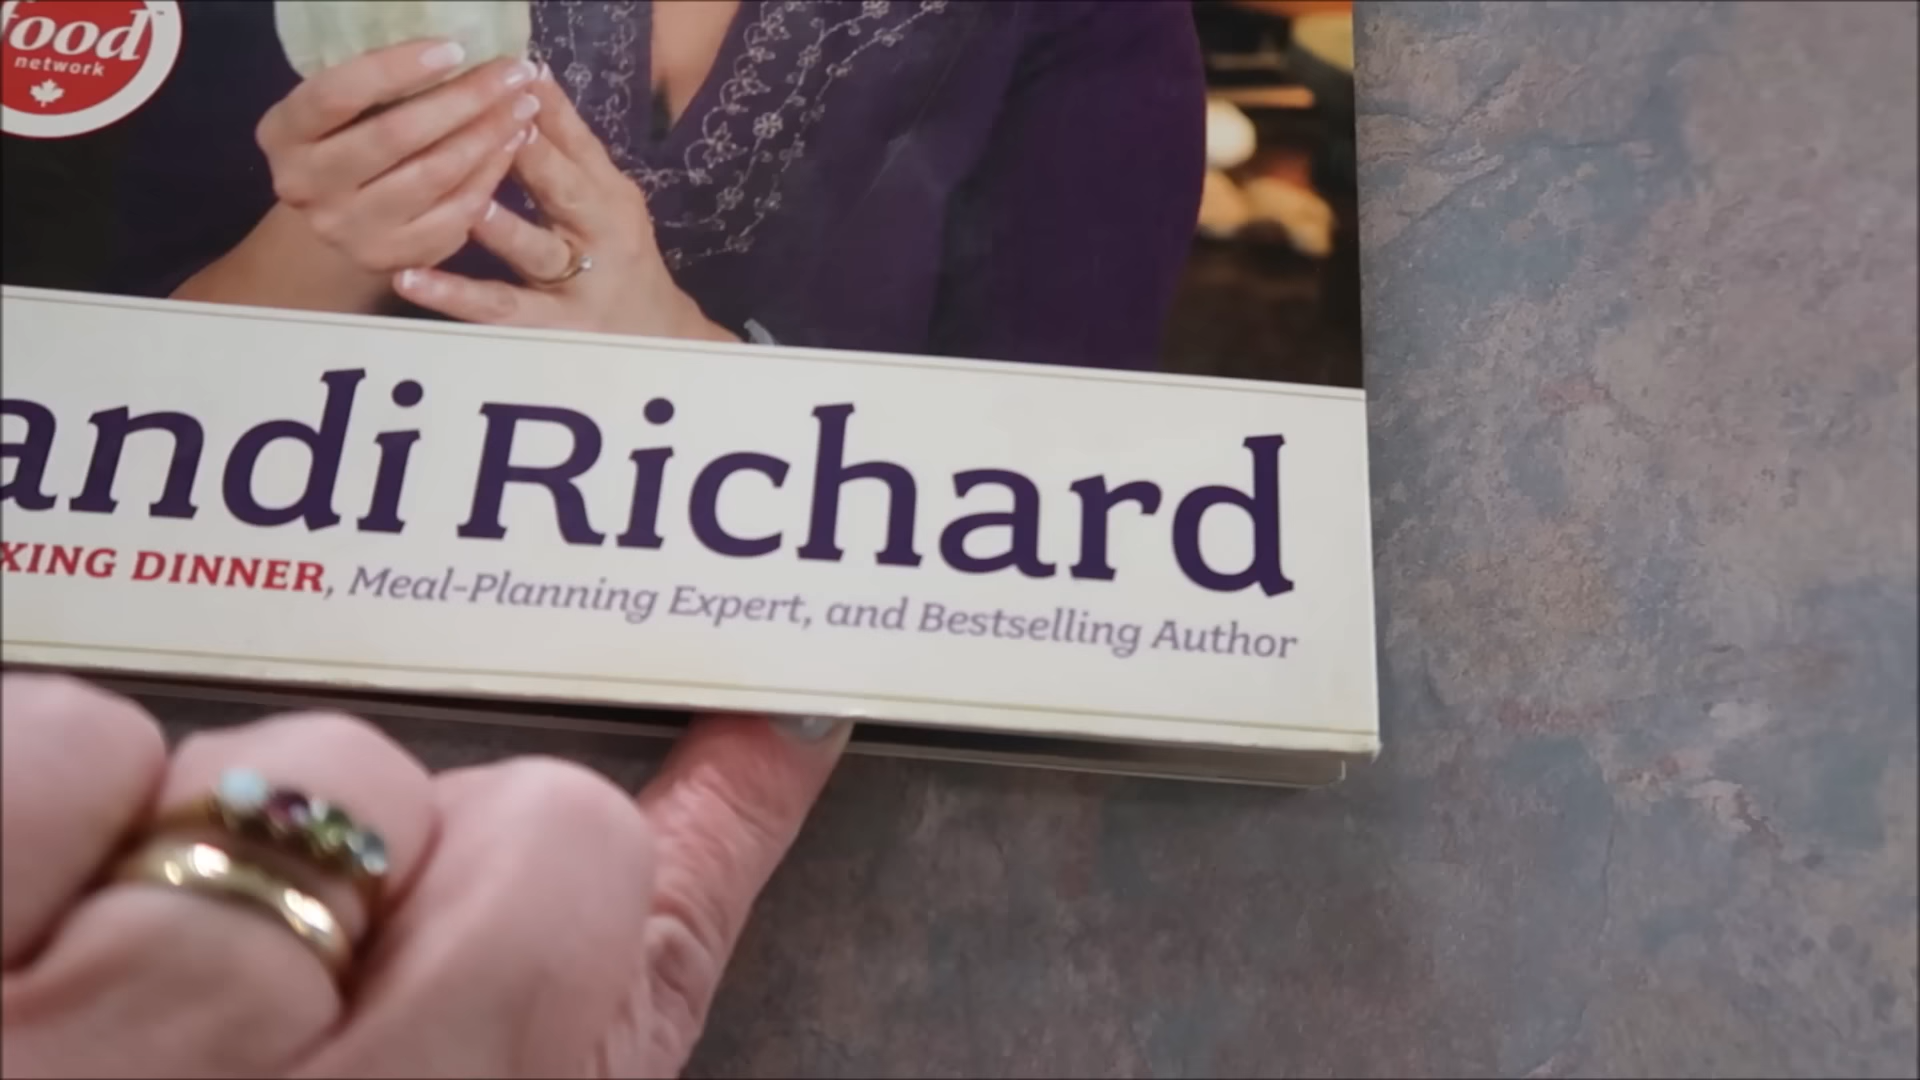 food
network
andi Richard
XING DINNER, Meal-Planning Expert, and Bestselling Author